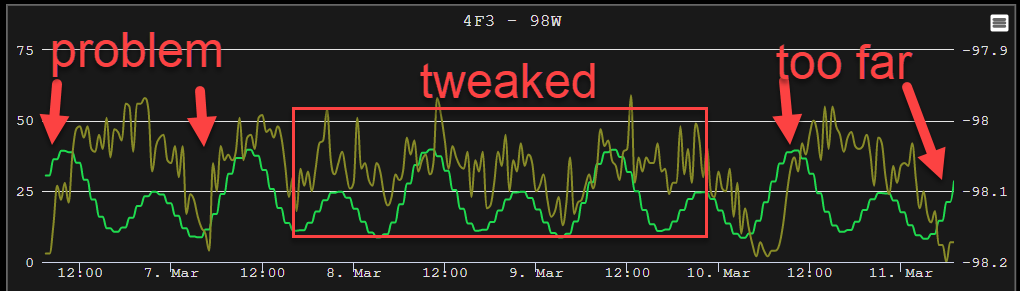 4F3 - 98W
75 -97.9
problem too far
tweaked
50 -98
25 -98.1
0 -98.2
12:00 7. Mar 12:00 8. Mar 12:00 9. Mar 12:00 10. Mar 12:00 11. Mar